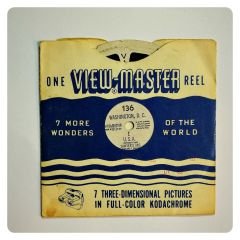 ONE VIEW-MASTER REEL
136
WASHINGTON, D. C.
7 MORE OF THE
WONDERS WORLD
U.S.A.
7 THREE-DIMENSIONAL PICTURES
IN FULL-COLOR KODACHROME